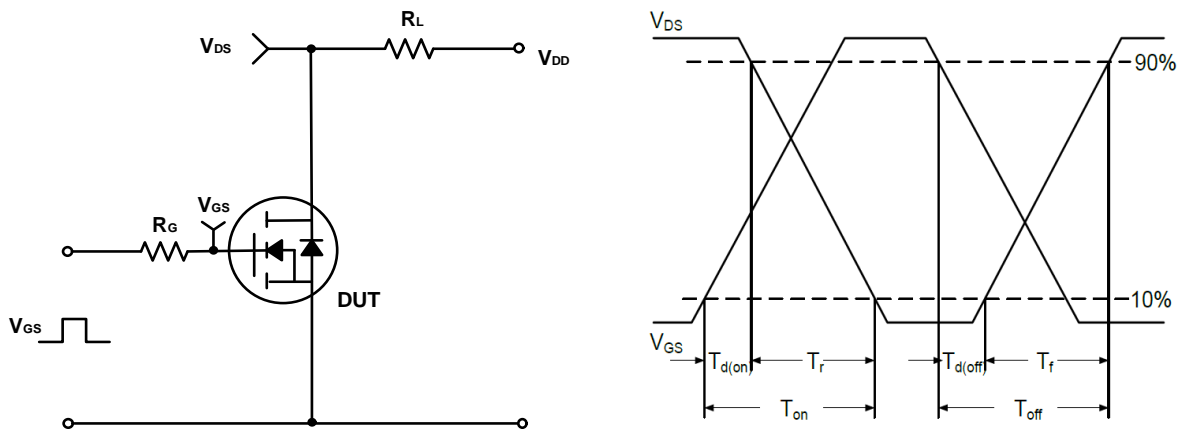 RL
VDS
VDD
VGS
RG
DUT
VGS
VDS
90%
10%
VGS
Td(on)
Tr
Td(off)
Tf
Ton
Toff